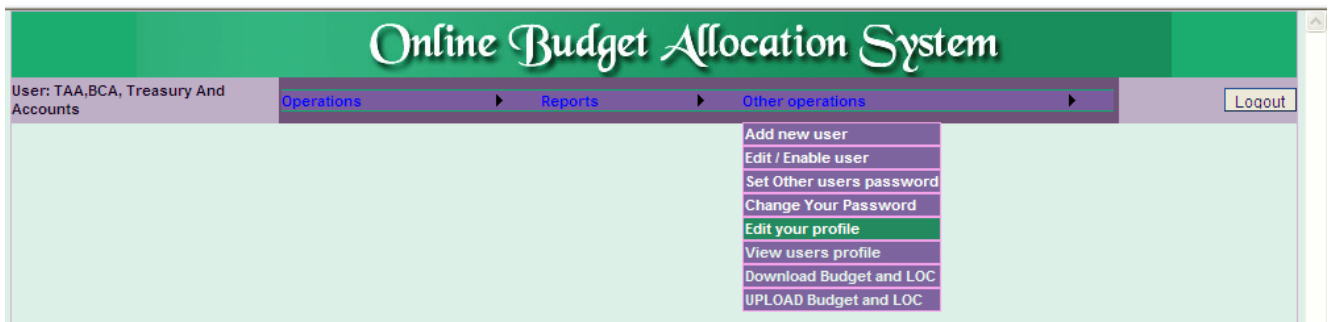 Online Budget Allocation System
User: TAA,BCA, Treasury And
Accounts
Operations
Reports
Other operations
Logout
Add new user
Edit / Enable user
Set Other users password
Change Your Password
Edit your profile
View users profile
Download Budget and LOC
UPLOAD Budget and LOC